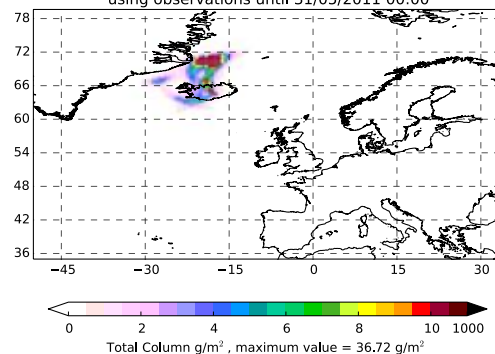 using observations until 31/05/2011 00:00
78
72
66
60
54
48
42
36
−45 −30 −15 0 15 30
0 2 4 6 8 10 1000
Total Column g/m² , maximum value = 36.72 g/m²